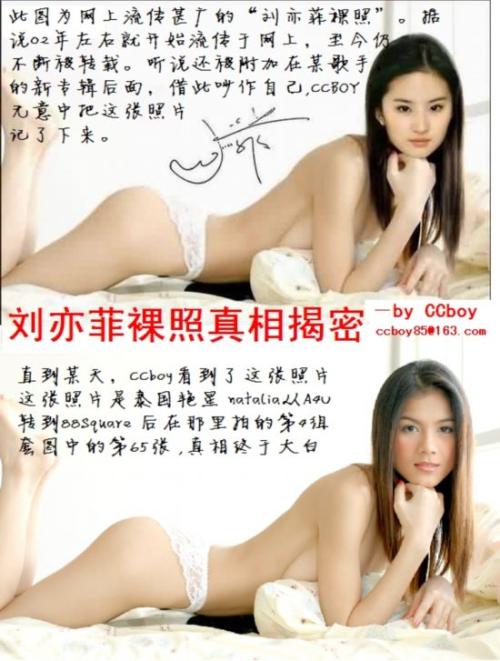 此图为网上流传甚广的“刘亦菲裸照”。据
说02年左右就开始流传于网上，至今仍
不断被转载。听说还被附加在某歌手
的新专辑后面，借此吵作自己,CCBOY
无意中把这张照片
记了下来。
刘亦菲裸照真相揭密
—by CCboy
ccboy85@163.com
直到某天，ccboy看到了这张照片
这张照片是泰国艳星 natalia从A4U
转到88Square 后在那里拍的第4组
套图中的第65张,真相终于大白